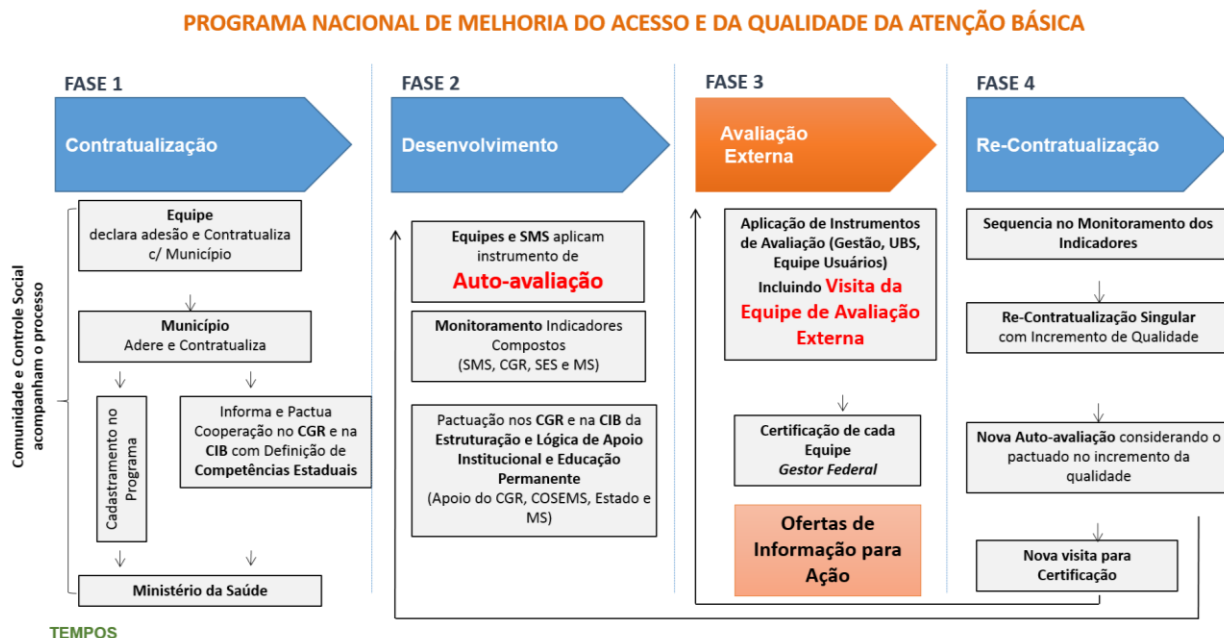 PROGRAMA NACIONAL DE MELHORIA DO ACESSO E DA QUALIDADE DA ATENÇÃO BÁSICA
FASE 1
Contratualização
Comunidade e Controle Social
acompanham o processo
Equipe
declara adesão e Contratualiza
c/ Município
Município
Adere e Contratualiza
Cadastramento no
Programa
Informa e Pactua
Cooperação no CGR e na
CIB com Definição de
Competências Estaduais
Ministério da Saúde
TEMPOS
FASE 2
Desenvolvimento
Equipes e SMS aplicam
instrumento de
Auto-avaliação
Monitoramento Indicadores
Compostos
(SMS, CGR, SES e MS)
Pactuação nos CGR e na CIB da
Estruturação e Lógica de Apoio
Institucional e Educação
Permanente
(Apoio do CGR, COSEMS, Estado e
MS)
FASE 3
Avaliação
Externa
Aplicação de Instrumentos
de Avaliação (Gestão, UBS,
Equipe Usuários)
Incluindo Visita da
Equipe de Avaliação
Externa
Certificação de cada
Equipe
Gestor Federal
Ofertas de
Informação para
Ação
FASE 4
Re-Contratualização
Sequencia no Monitoramento dos
Indicadores
Re-Contratualização Singular
com Incremento de Qualidade
Nova Auto-avaliação considerando o
pactuado no incremento da
qualidade
Nova visita para
Certificação